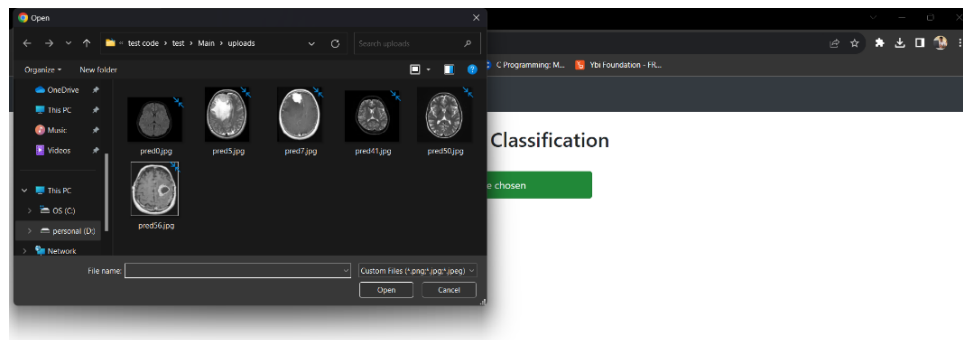 Open
test code > test > Main > uploads
Search uploads
Organize
New folder
C Programming: M...
Ybi Foundation - FR...
OneDrive
This PC
Music
Videos
This PC
OS (C:)
personal (D:)
Network
pred0.jpg
pred5.jpg
pred7.jpg
pred41.jpg
pred50.jpg
pred56.jpg
Classification
e chosen
File name:
Custom Files (*.png;*.jpg;*.jpeg)
Open
Cancel